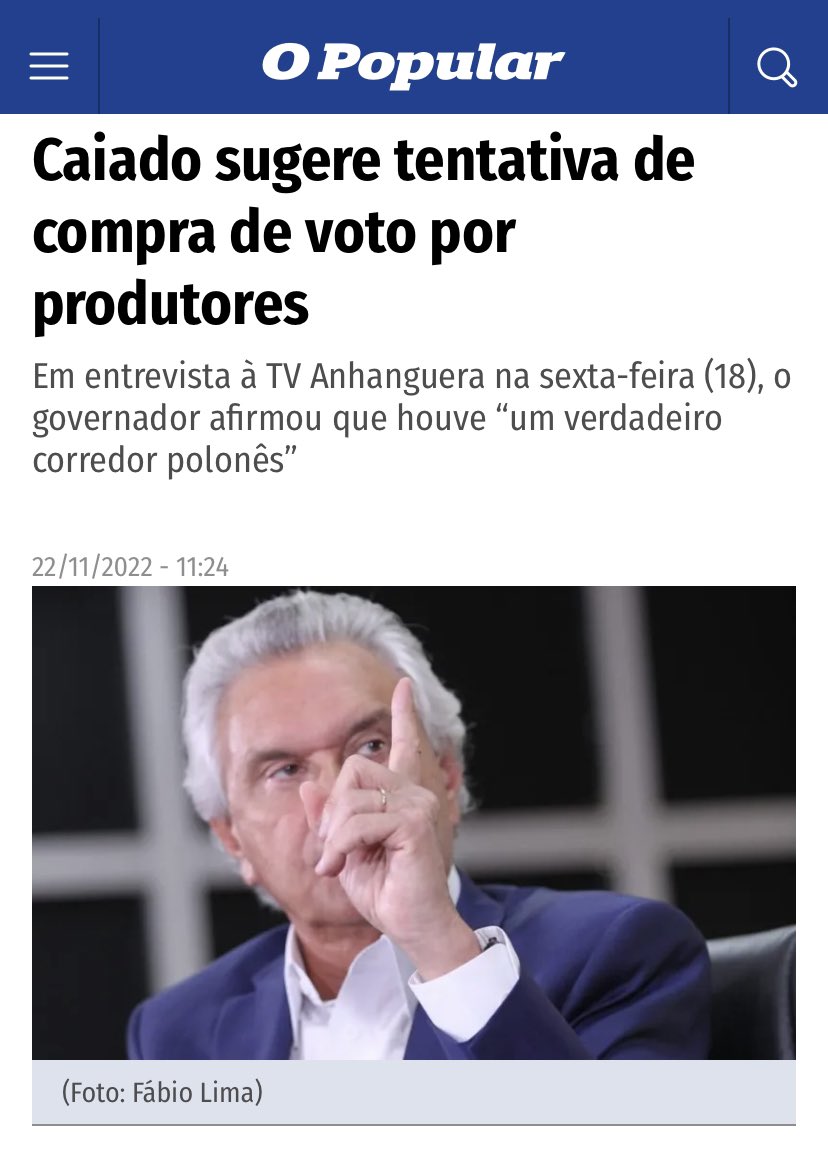 O Popular
Caiado sugere tentativa de
compra de voto por
produtores
Em entrevista à TV Anhanguera na sexta-feira (18), o
governador afirmou que houve “um verdadeiro
corredor polonês”
22/11/2022 - 11:24
(Foto: Fábio Lima)